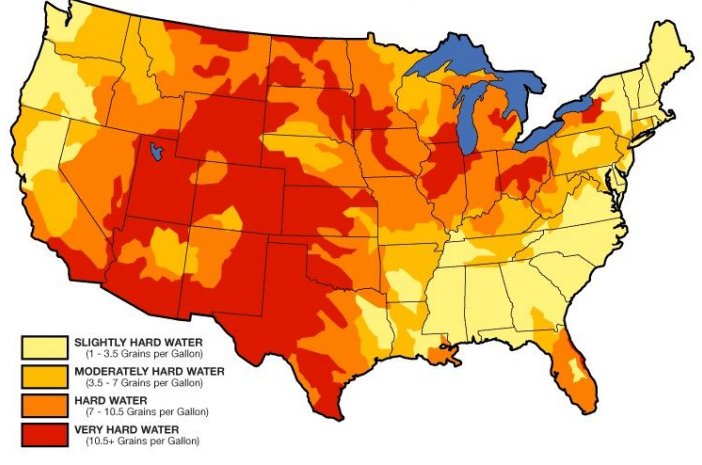 SLIGHTLY HARD WATER
(1 - 3.5 Grains per Gallon)
MODERATELY HARD WATER
(3.5 - 7 Grains per Gallon)
HARD WATER
(7 - 10.5 Grains per Gallon)
VERY HARD WATER
(10.5+ Grains per Gallon)